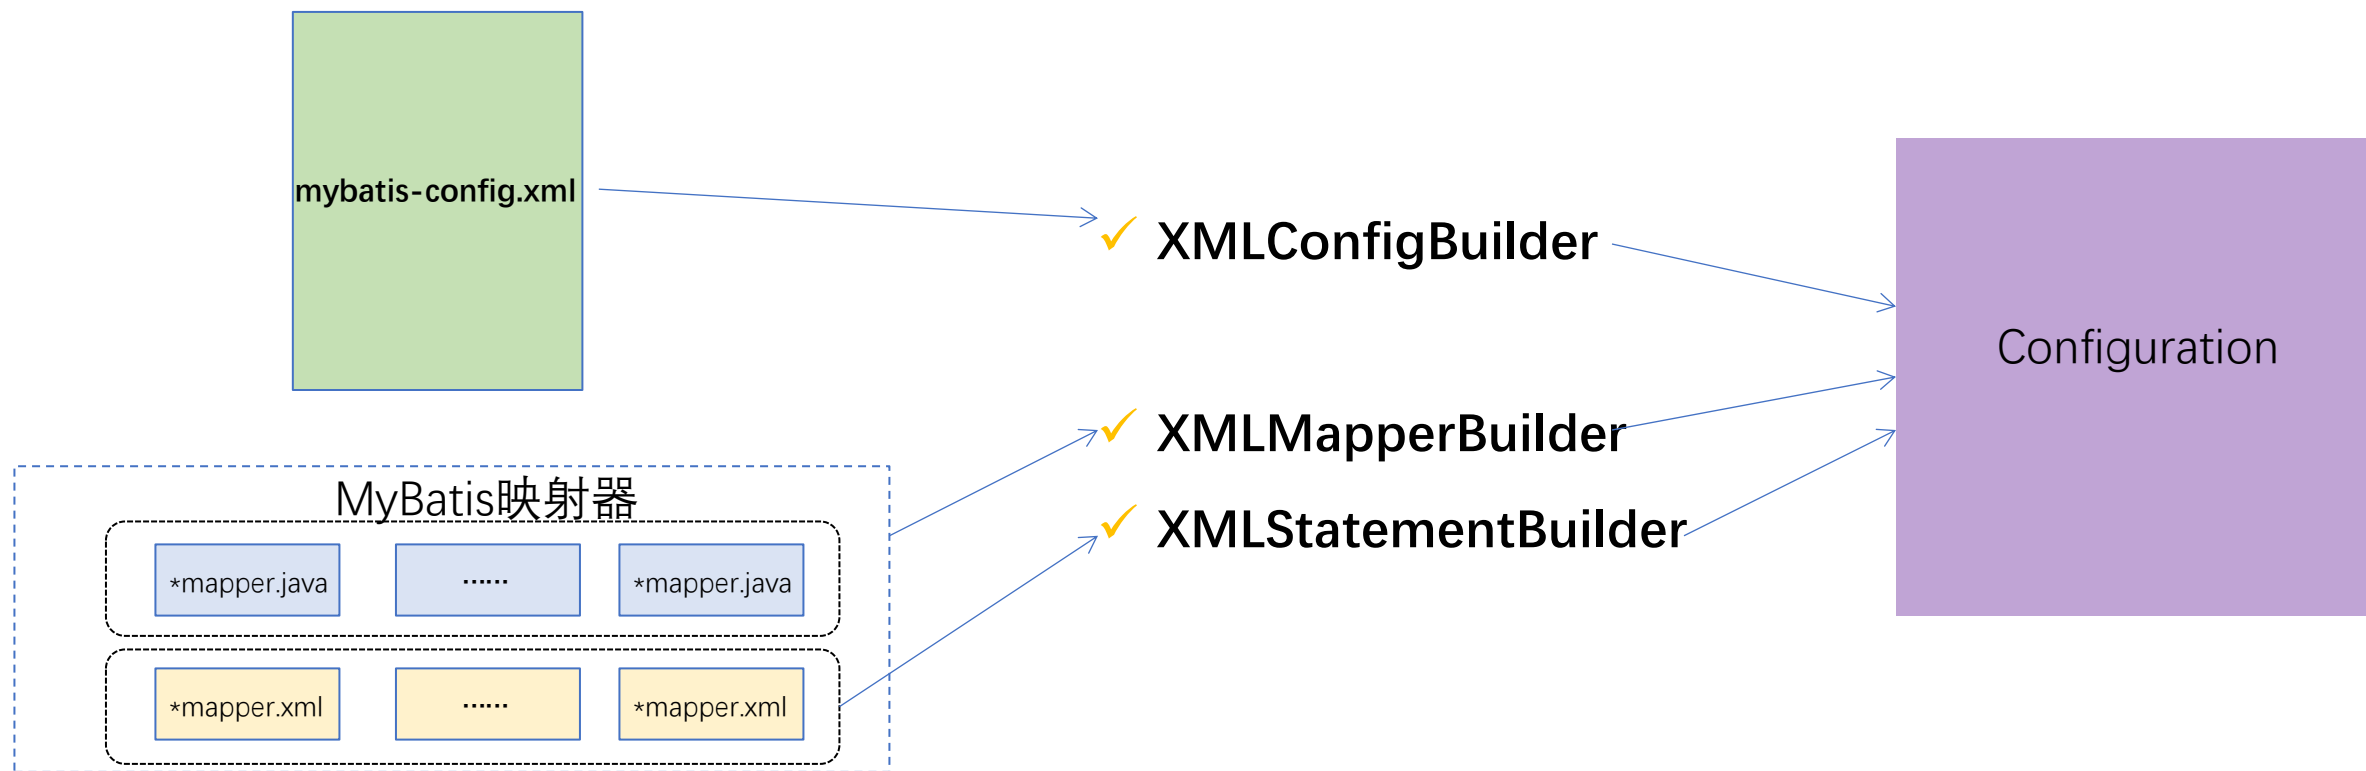 mybatis-config.xml
XMLConfigBuilder
Configuration
XMLMapperBuilder
XMLStatementBuilder
MyBatis映射器
*mapper.java
……
*mapper.java
*mapper.xml
……
*mapper.xml